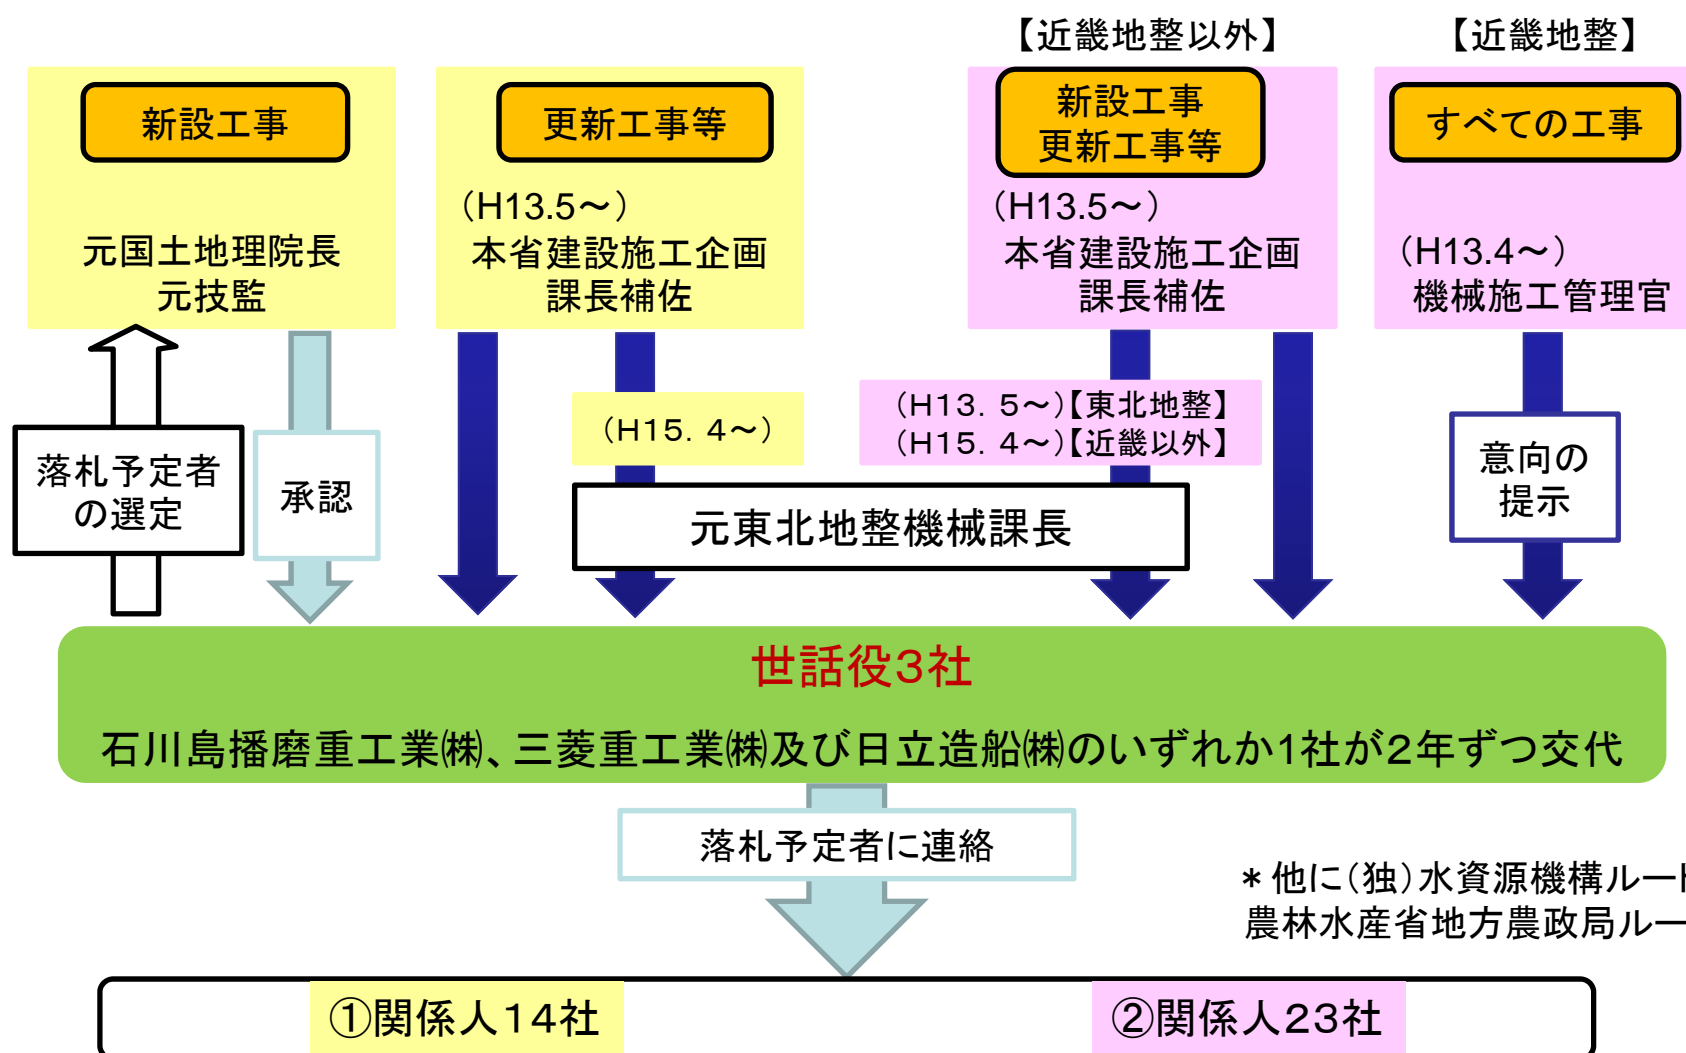 【近畿地整以外】
【近畿地整】
新設工事
元国土地理院長
元技監
更新工事等
(H13.5～)
本省建設施工企画
課長補佐
新設工事
更新工事等
(H13.5～)
本省建設施工企画
課長補佐
すべての工事
(H13.4～)
機械施工管理官
落札予定者
の選定
承認
(H15. 4～)
(H13. 5～)【東北地整】
(H15. 4～)【近畿以外】
意向の
提示
元東北地整機械課長
世話役3社
石川島播磨重工業㈱、三菱重工業㈱及び日立造船㈱のいずれか1社が2年ずつ交代
落札予定者に連絡
＊他に(独)水資源機構ルー
農林水産省地方農政局ルー
①関係人14社
②関係人23社